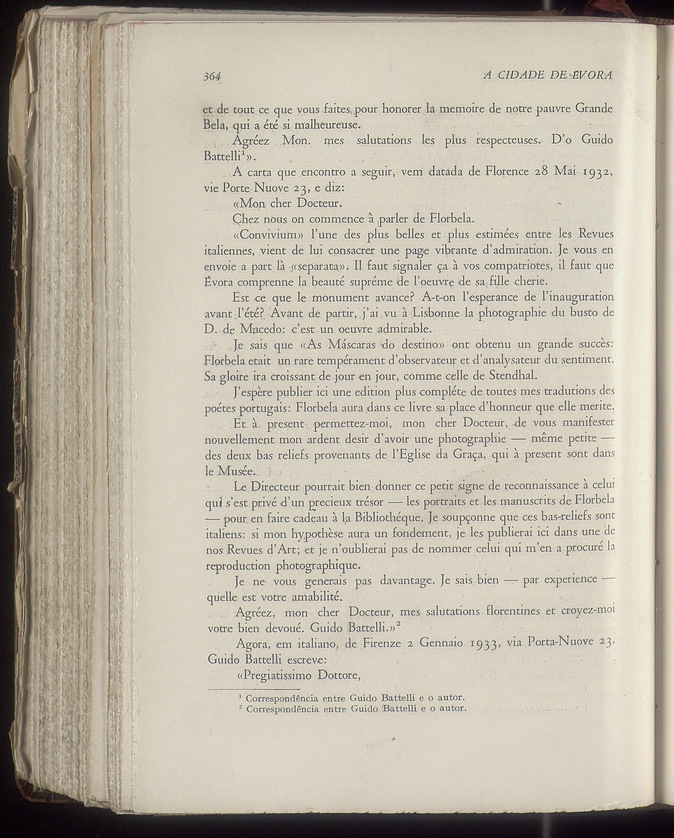 364
A CIDADE DE ÉVORA
et de tout ce que vous faites pour honorer la memoire de notre pauvre Grande
Bela, qui a été si malheureuse.
Agréez Mon. mes salutations les plus respecteuses. D'o Guido
Battelli¹».
A carta que encontro a seguir, vem datada de Florence 28 Mai 1932,
vie Porte Nuove 23, e diz:
«Mon cher Docteur.
Chez nous on commence à parler de Florbela.
«Convivium» l'une des plus belles et plus estimées entre les Revues
italiennes, vient de lui consacrer une page vibrante d'admiration. Je vous en
envoie a part là «separata». Il faut signaler ça à vos compatriotes, il faut que
Évora comprenne la beauté supréme de l'oeuvre de sa fille cherie.
Est ce que le monument avance? A-t-on l'esperance de l'inauguration
avant l'été? Avant de partir, j'ai vu à Lisbonne la photographie du busto de
D. de Macedo: c'est un oeuvre admirable.
Je sais que «As Máscaras do destino» ont obtenu un grande succès:
Florbela etait un rare tempérament d'observateur et d'analysateur du sentiment.
Sa gloire ira croissant de jour en jour, comme celle de Stendhal.
J'espère publier ici une edition plus compléte de toutes mes tradutions des
poétes portugais: Florbela aura dans ce livre sa place d'honneur que elle merite.
Et à present permettez-moi, mon cher Docteur, de vous manifester
nouvellement mon ardent desir d'avoir une photographie — même petite —
des deux bas reliefs provenants de l'Eglise da Graça, qui à present sont dans
le Musée.
Le Directeur pourrait bien donner ce petit signe de reconnaissance à celui
qui s'est privé d'un precieux trésor — les portraits et les manuscrits de Florbela
— pour en faire cadeau à la Bibliothéque. Je soupçonne que ces bas-reliefs sont
italiens: si mon hypothèse aura un fondement, je les publierai ici dans une de
nos Revues d'Art; et je n'oublierai pas de nommer celui qui m'en a procuré la
reproduction photographique.
Je ne vous generais pas davantage. Je sais bien — par experience —
quelle est votre amabilité.
Agréez, mon cher Docteur, mes salutations florentines et croyez-moi
votre bien devoué. Guido Battelli.»²
Agora, em italiano, de Firenze 2 Gennaio 1933, via Porta-Nuove 23,
Guido Battelli escreve:
«Pregiatissimo Dottore,
¹ Correspondência entre Guido Battelli e o autor.
² Correspondência entre Guido Battelli e o autor.